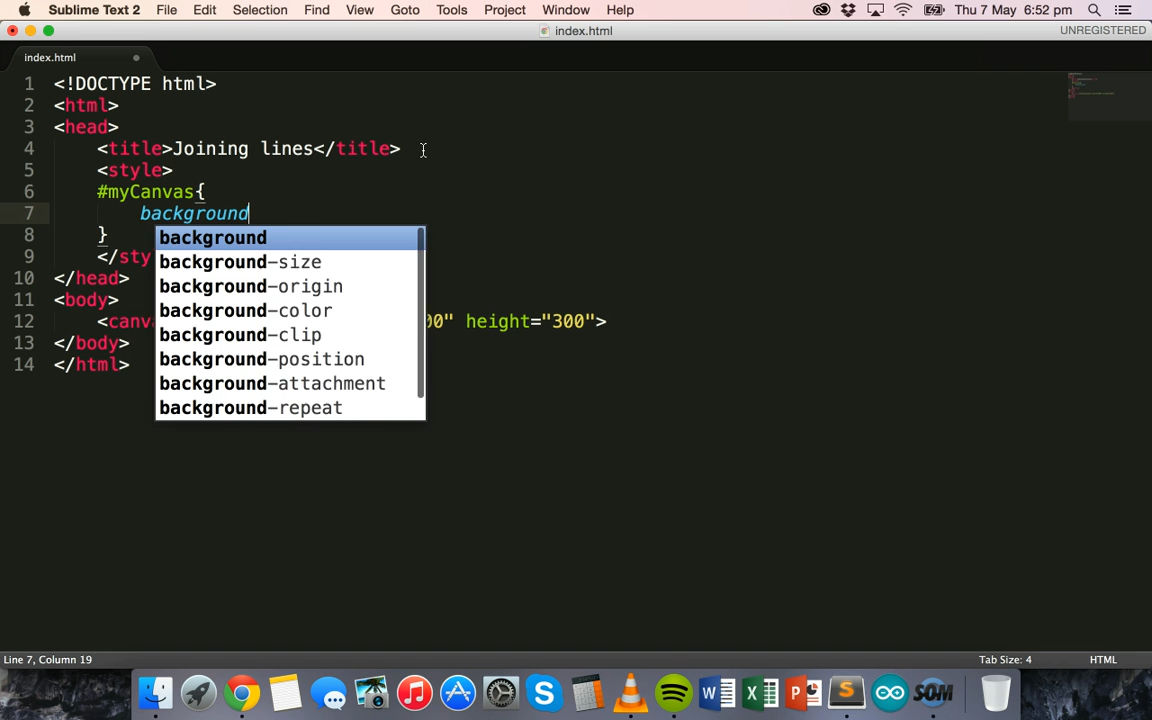 Sublime Text 2 File Edit Selection Find View Goto Tools Project Window Help Thu 7 May 6:52 pm
index.html UNREGISTERED
index.html
1 <!DOCTYPE html>
2 <html>
3 <head>
4 <title>Joining lines</title>
5 <style>
6 #myCanvas{
7 background
8 }
background
9 </sty
background-size
10 </head>
background-origin
11 <body>
background-color
12 <canv 00" height="300">
background-clip
13 </body>
background-position
14 </html>
background-attachment
background-repeat
Line 7, Column 19 Tab Size: 4 HTML
W X P S SOM